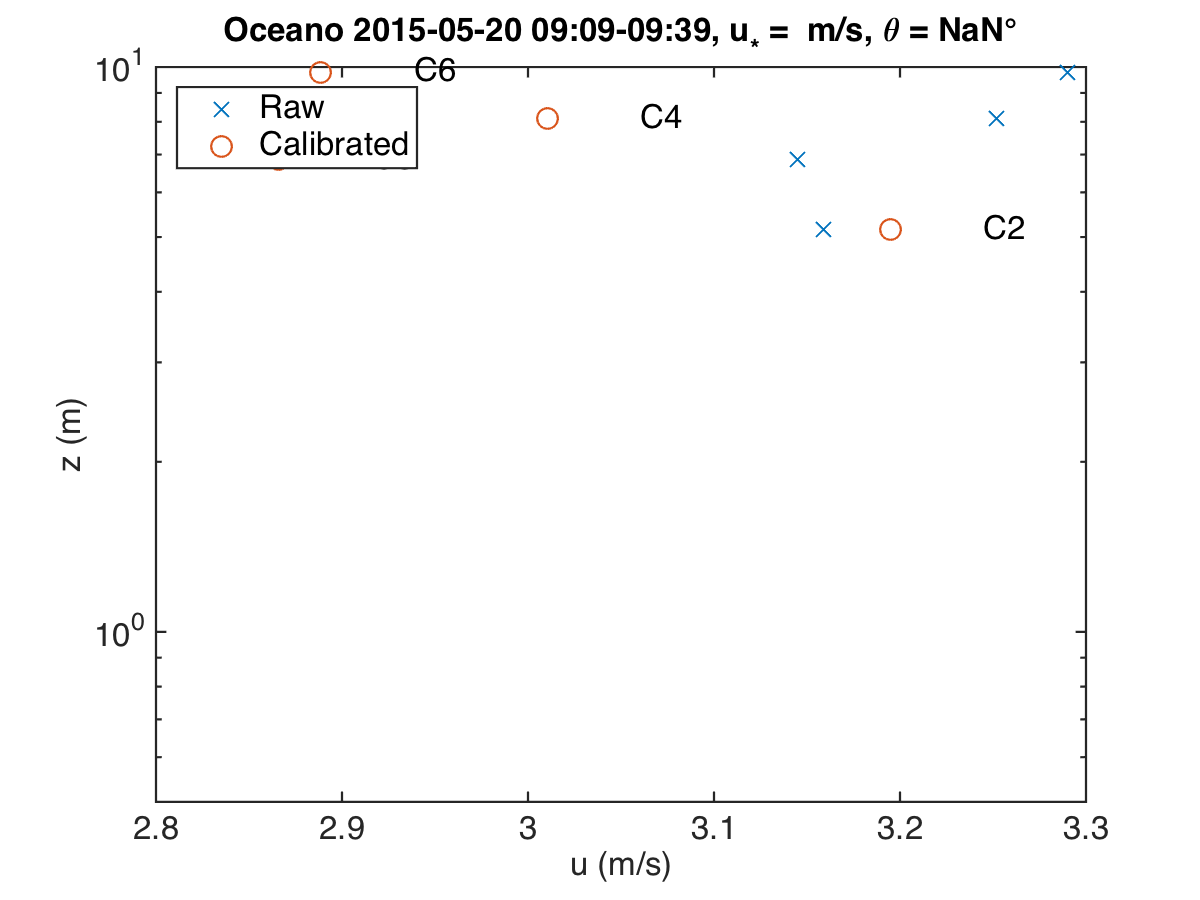 Oceano 2015-05-20 09:09-09:39, u* = m/s, θ = NaN°
10¹
C6
Raw
C4
Calibrated
C2
z (m)
10⁰
2.8 2.9 3 3.1 3.2 3.3
u (m/s)